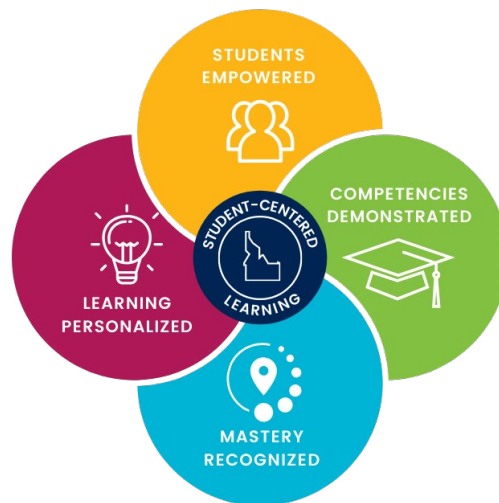 STUDENTS
EMPOWERED
COMPETENCIES
DEMONSTRATED
STUDENT-CENTERED
LEARNING
LEARNING
PERSONALIZED
MASTERY
RECOGNIZED